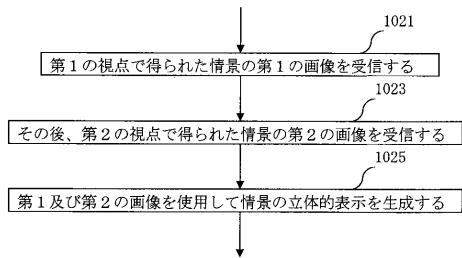 1021
第1の視点で得られた情景の第1の画像を受信する
1023
その後、第2の視点で得られた情景の第2の画像を受信する
1025
第1及び第2の画像を使用して情景の立体的表示を生成する